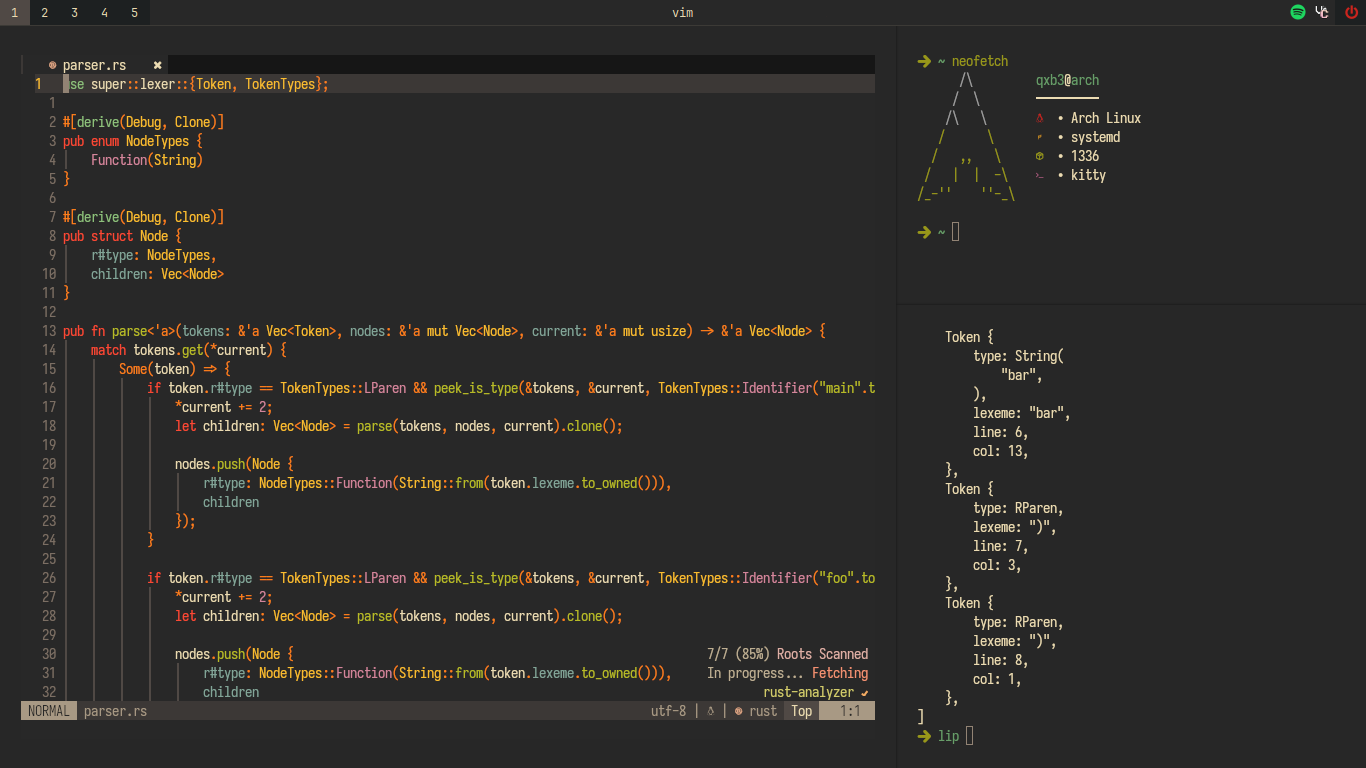 1 2 3 4 5 vim
parser.rs ✖
1 se super::lexer::{Token, TokenTypes};
1
2 #[derive(Debug, Clone)]
3 pub enum NodeTypes {
4 Function(String)
5 }
6
7 #[derive(Debug, Clone)]
8 pub struct Node {
9 r#type: NodeTypes,
10 children: Vec<Node>
11 }
12
13 pub fn parse<'a>(tokens: &'a Vec<Token>, nodes: &'a mut Vec<Node>, current: &'a mut usize) -> &'a Vec<Node> {
14 match tokens.get(*current) {
15 Some(token) => {
16 if token.r#type == TokenTypes::LParen && peek_is_type(&tokens, &current, TokenTypes::Identifier("main".t
17 *current += 2;
18 let children: Vec<Node> = parse(tokens, nodes, current).clone();
19
20 nodes.push(Node {
21 r#type: NodeTypes::Function(String::from(token.lexeme.to_owned())),
22 children
23 });
24 }
25
26 if token.r#type == TokenTypes::LParen && peek_is_type(&tokens, &current, TokenTypes::Identifier("foo".to
27 *current += 2;
28 let children: Vec<Node> = parse(tokens, nodes, current).clone();
29
30 nodes.push(Node { 7/7 (85%) Roots Scanned
31 r#type: NodeTypes::Function(String::from(token.lexeme.to_owned())), In progress... Fetching
32 children rust-analyzer ✔
NORMAL parser.rs utf-8 | | rust Top 1:1
➜ ~ neofetch
/\
/ \
/\ \
/ \
/ ,, \
/ | | -\
/_-'' ''-_\
qxb3@arch
• Arch Linux
• systemd
• 1336
• kitty
➜ ~
Token {
type: String(
"bar",
),
lexeme: "bar",
line: 6,
col: 13,
},
Token {
type: RParen,
lexeme: ")",
line: 7,
col: 3,
},
Token {
type: RParen,
lexeme: ")",
line: 8,
col: 1,
},
]
➜ lip